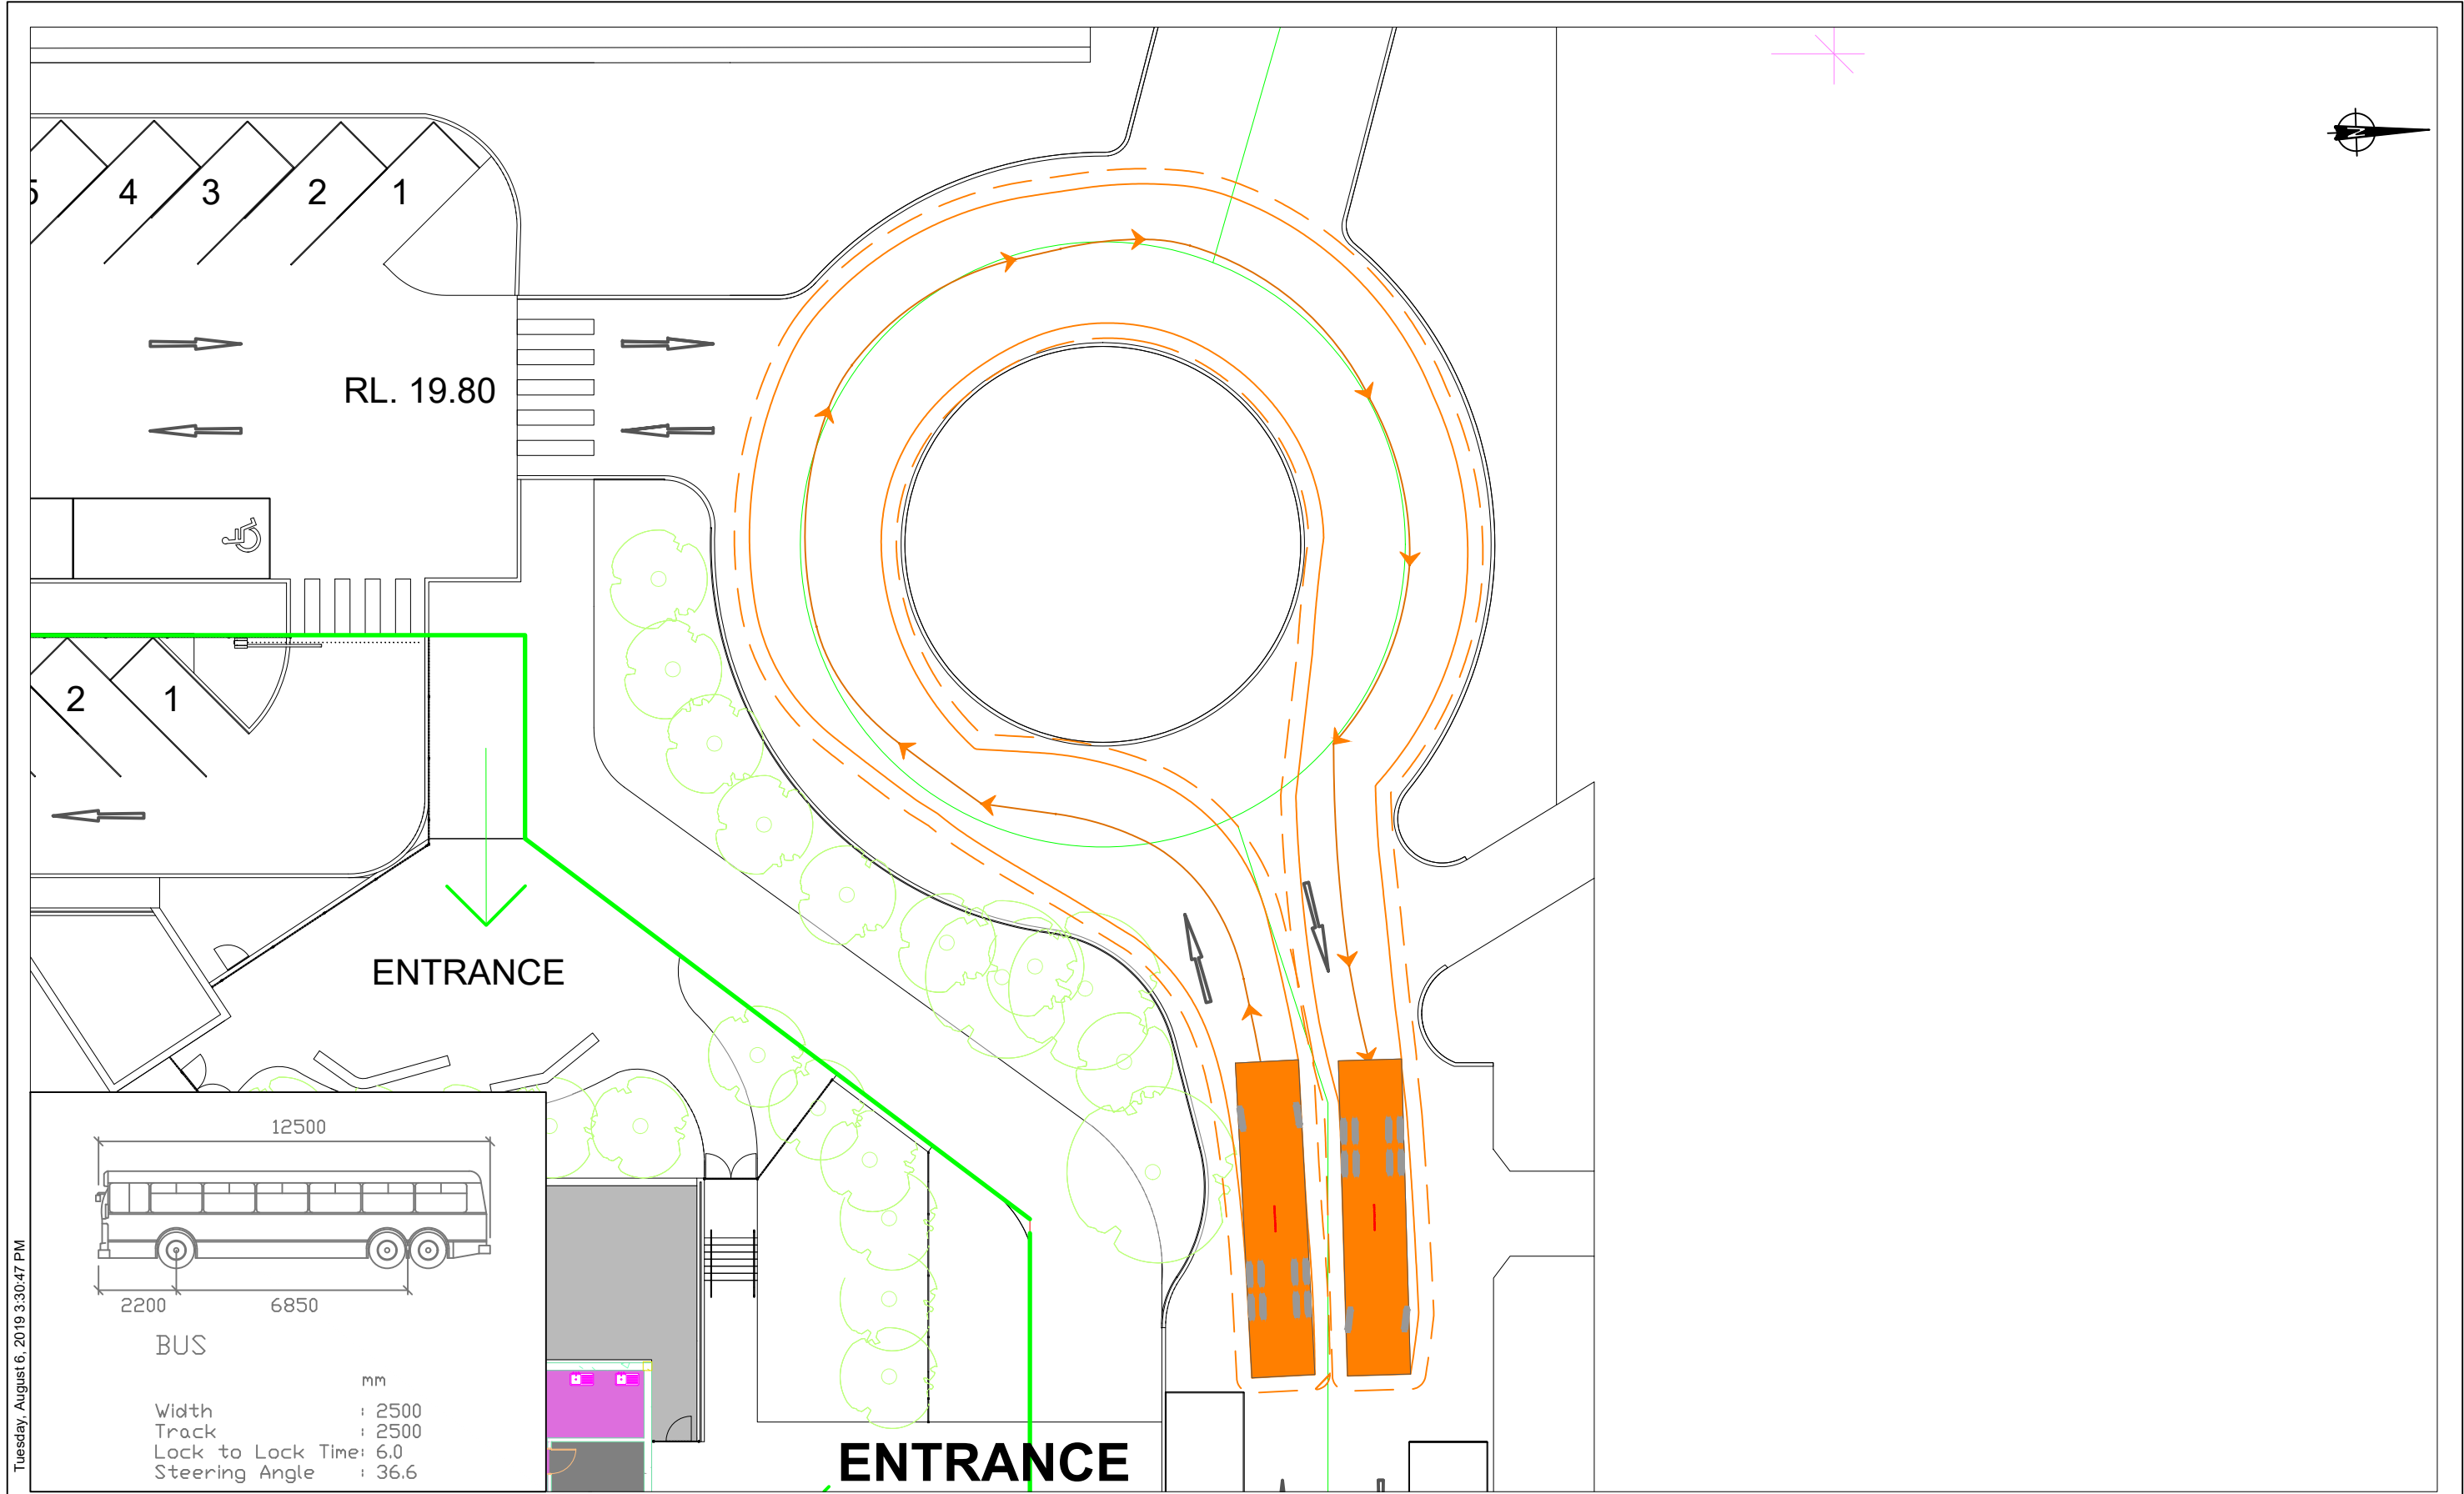 5 4 3 2 1
RL. 19.80
2 1
ENTRANCE
12500
2200 6850
BUS
mm
Width : 2500
Track : 2500
Lock to Lock Time: 6.0
Steering Angle : 36.6
ENTRANCE
Tuesday, August 6, 2019 3:30:47 PM